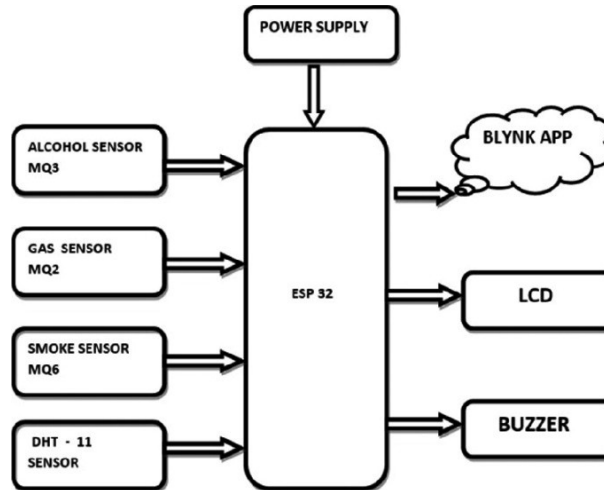 POWER SUPPLY
ALCOHOL SENSOR
MQ3
GAS SENSOR
MQ2
SMOKE SENSOR
MQ6
DHT - 11
SENSOR
ESP 32
BLYNK APP
LCD
BUZZER